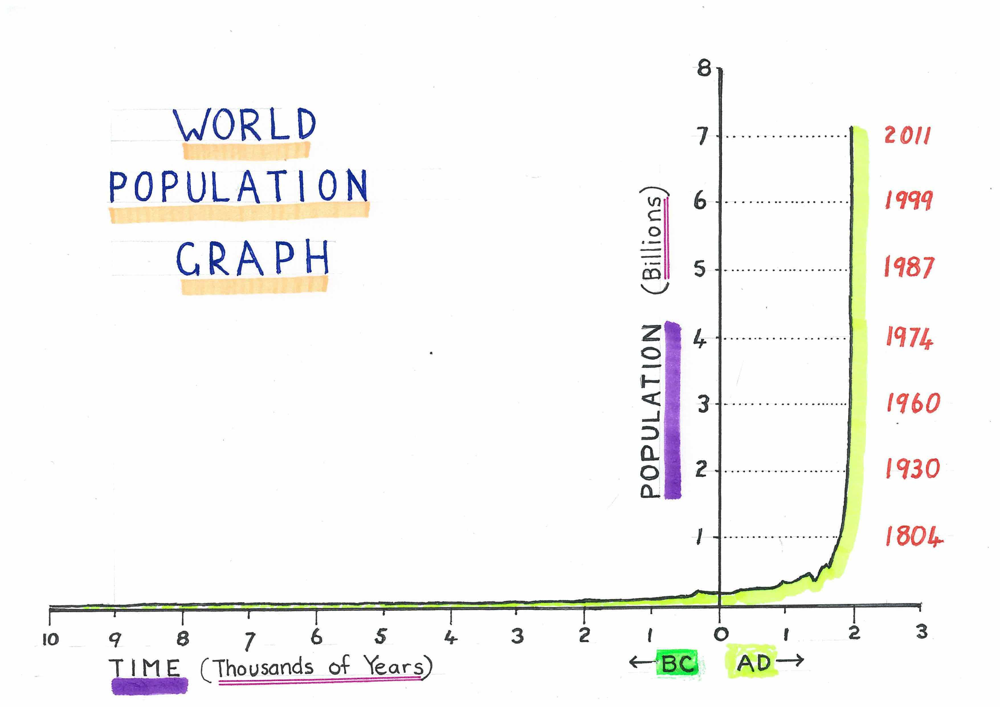 WORLD
POPULATION
GRAPH
POPULATION (Billions)
8
7
6
5
4
3
2
1
2011
1999
1987
1974
1960
1930
1804
10 9 8 7 6 5 4 3 2 1 0 1 2 3
TIME (Thousands of Years)
←BC AD→